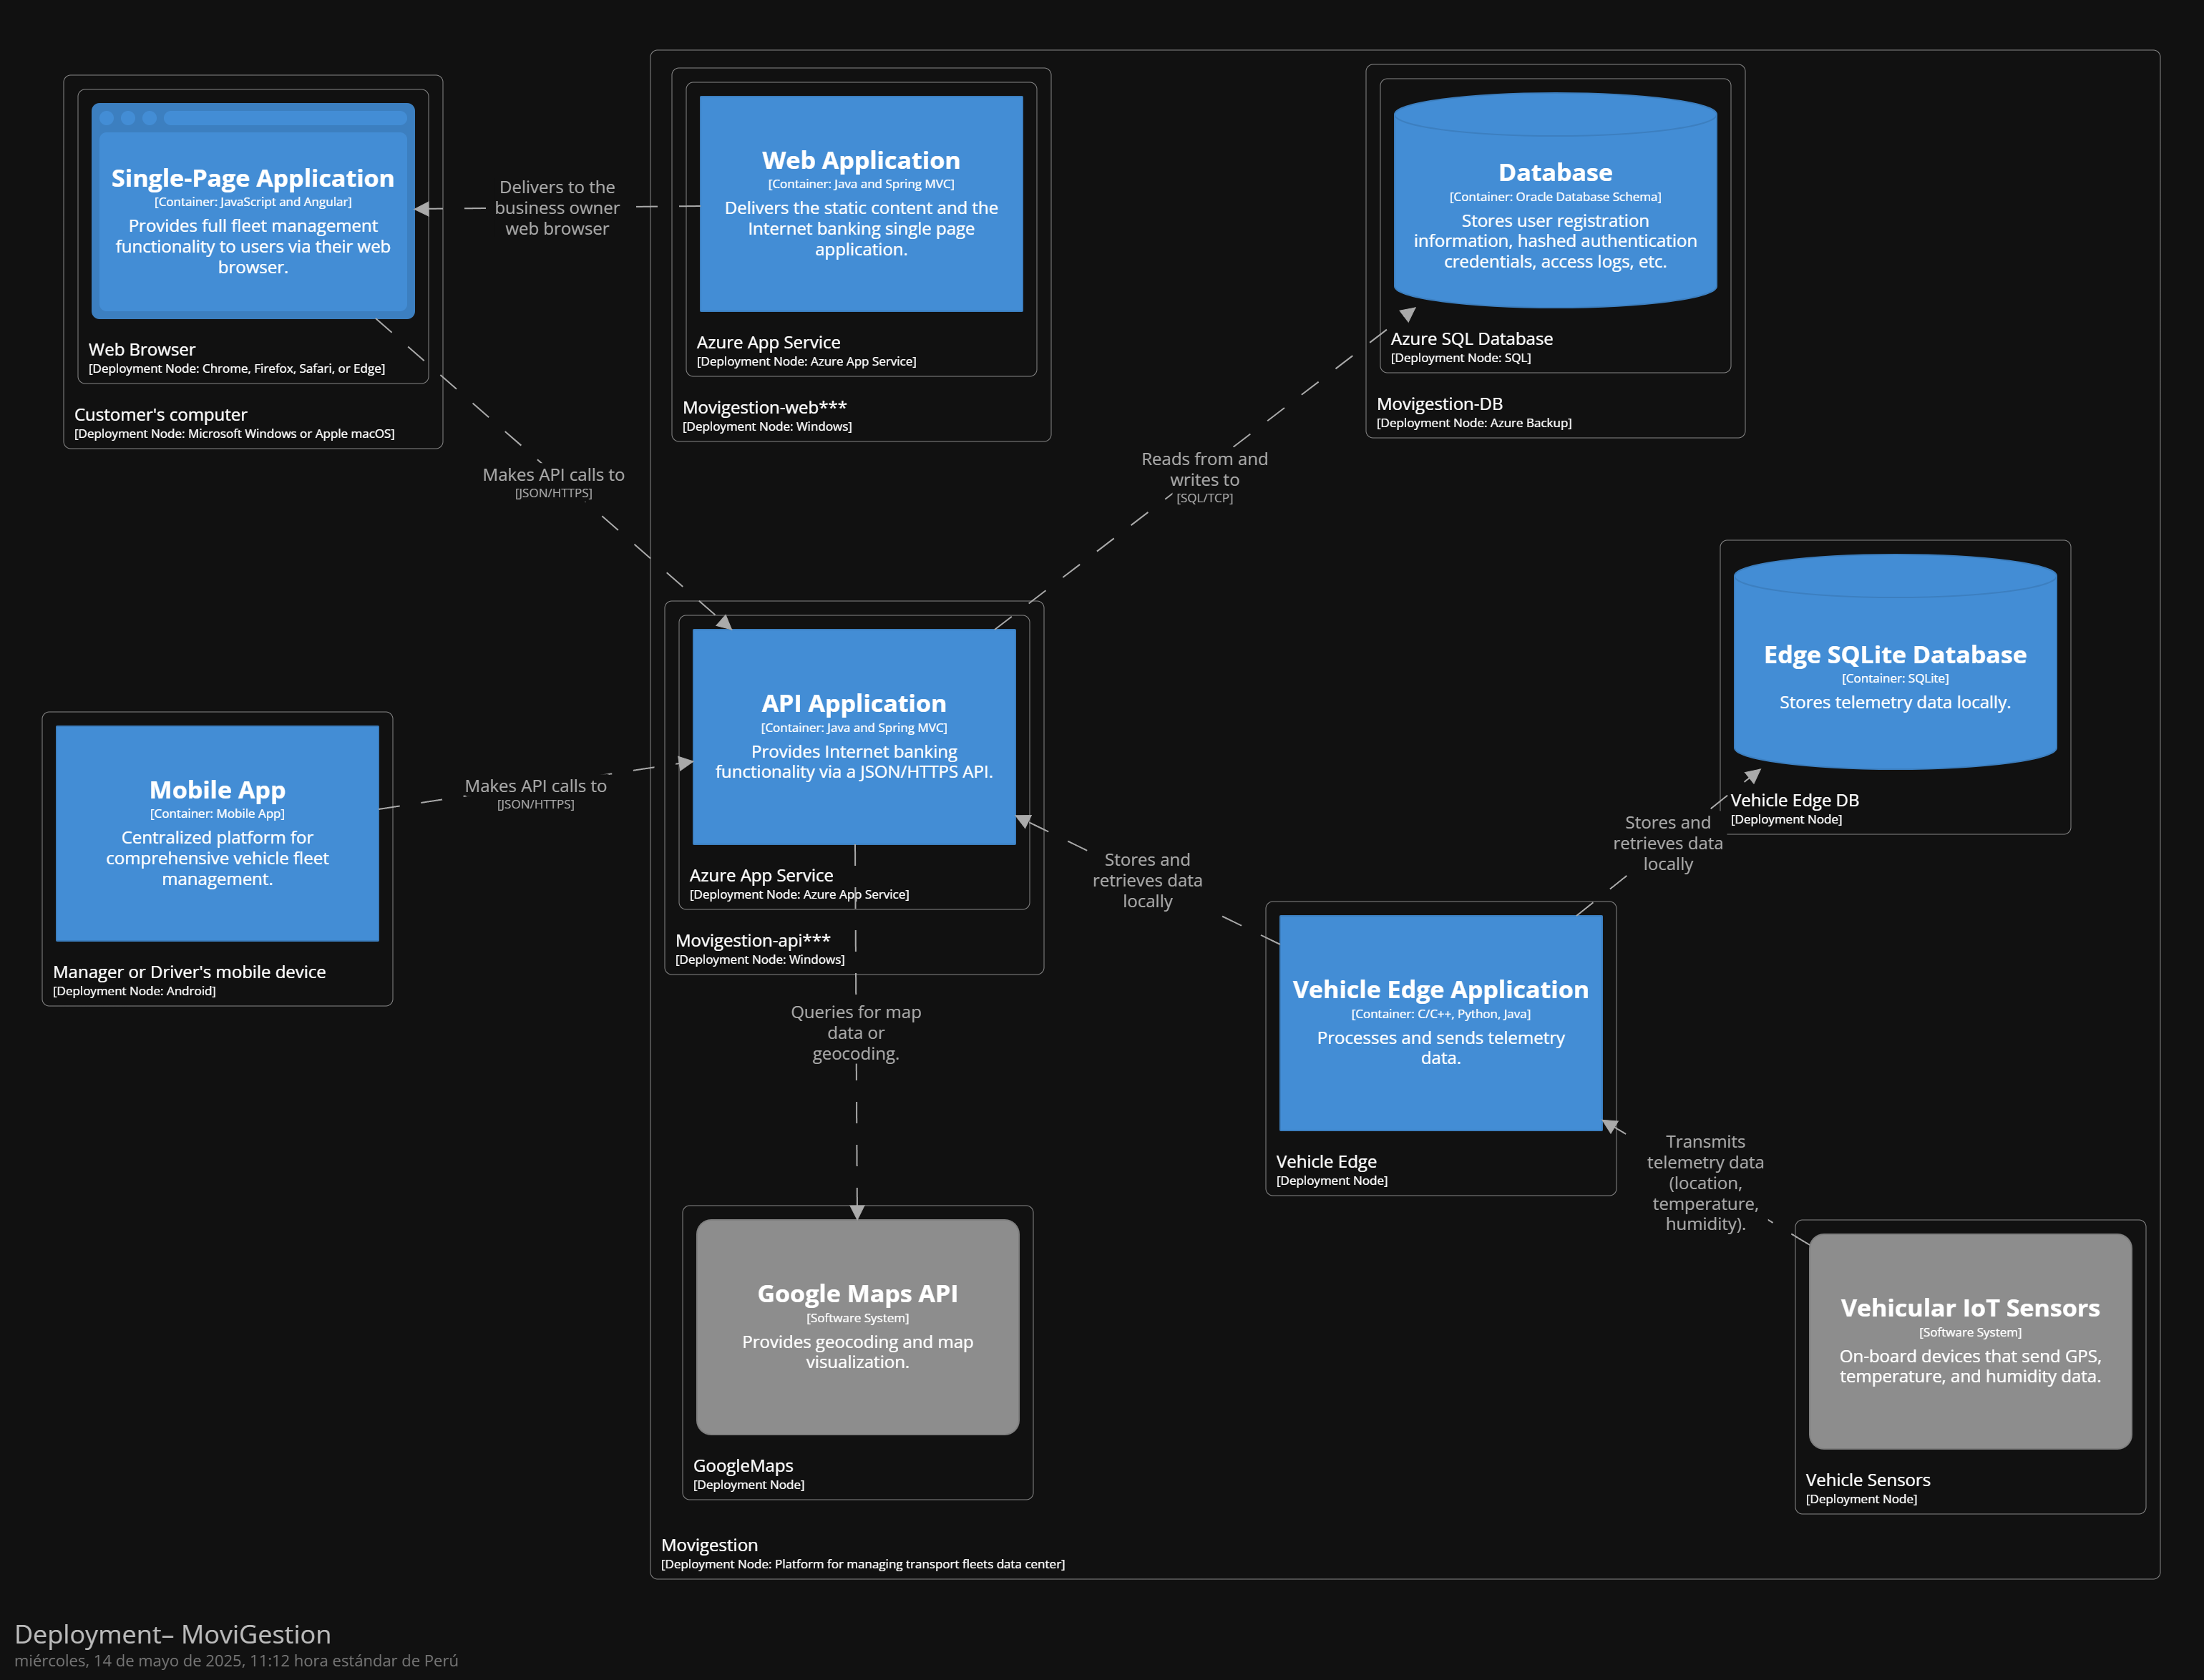 Single-Page Application
[Container: JavaScript and Angular]
Provides full fleet management
functionality to users via their web
browser.
Web Browser
[Deployment Node: Chrome, Firefox, Safari, or Edge]
Customer's computer
[Deployment Node: Microsoft Windows or Apple macOS]
Delivers to the
business owner
web browser
Web Application
[Container: Java and Spring MVC]
Delivers the static content and the
Internet banking single page
application.
Azure App Service
[Deployment Node: Azure App Service]
Movigestion-web***
[Deployment Node: Windows]
Database
[Container: Oracle Database Schema]
Stores user registration
information, hashed authentication
credentials, access logs, etc.
Azure SQL Database
[Deployment Node: SQL]
Movigestion-DB
[Deployment Node: Azure Backup]
Makes API calls to
[JSON/HTTPS]
Reads from and
writes to
[SQL/TCP]
Edge SQLite Database
[Container: SQLite]
Stores telemetry data locally.
Vehicle Edge DB
[Deployment Node]
API Application
[Container: Java and Spring MVC]
Provides Internet banking
functionality via a JSON/HTTPS API.
Azure App Service
[Deployment Node: Azure App Service]
Movigestion-api***
[Deployment Node: Windows]
Mobile App
[Container: Mobile App]
Centralized platform for
comprehensive vehicle fleet
management.
Manager or Driver's mobile device
[Deployment Node: Android]
Makes API calls to
[JSON/HTTPS]
Stores and
retrieves data
locally
Stores and
retrieves data
locally
Vehicle Edge Application
[Container: C/C++, Python, Java]
Processes and sends telemetry
data.
Vehicle Edge
[Deployment Node]
Queries for map
data or
geocoding.
Transmits
telemetry data
(location,
temperature,
humidity).
Google Maps API
[Software System]
Provides geocoding and map
visualization.
GoogleMaps
[Deployment Node]
Vehicular IoT Sensors
[Software System]
On-board devices that send GPS,
temperature, and humidity data.
Vehicle Sensors
[Deployment Node]
Movigestion
[Deployment Node: Platform for managing transport fleets data center]
Deployment– MoviGestion
miércoles, 14 de mayo de 2025, 11:12 hora estándar de Perú